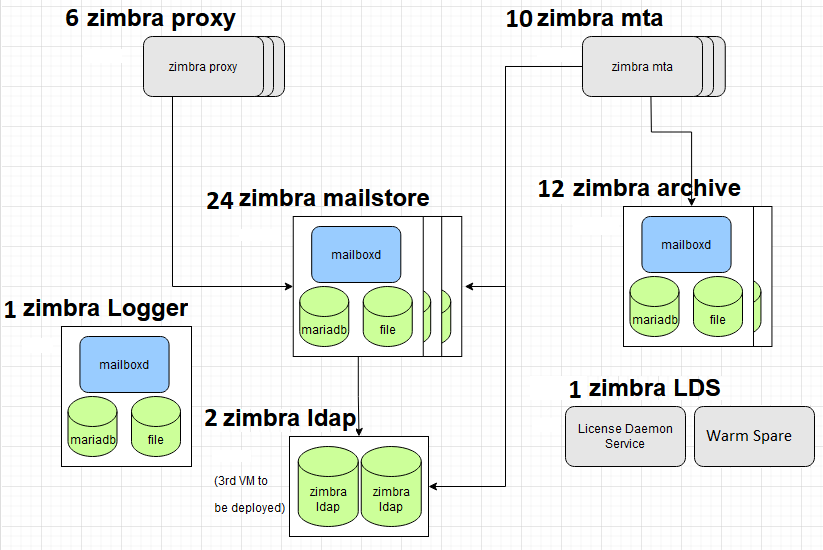 6 zimbra proxy
zimbra proxy
10 zimbra mta
zimbra mta
24 zimbra mailstore
mailboxd
mariadb
file
12 zimbra archive
mailboxd
mariadb
file
1 zimbra Logger
mailboxd
mariadb
file
2 zimbra ldap
(3rd VM to
be deployed)
zimbra
ldap
zimbra
ldap
1 zimbra LDS
License Daemon
Service
Warm Spare